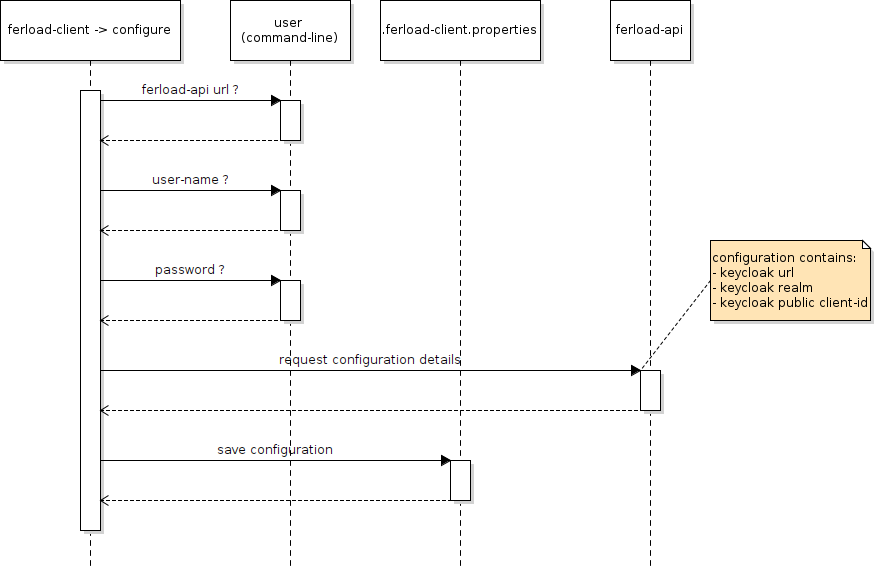 ferload-client -> configure
user
(command-line)
.ferload-client.properties
ferload-api
ferload-api url ?
user-name ?
password ?
configuration contains:
- keycloak url
- keycloak realm
- keycloak public client-id
request configuration details
save configuration